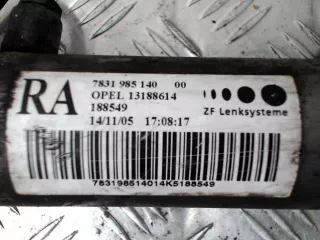 RA
7831 985 140 00
OPEL 13188614
188549
14/11/05 17:08:17
ZF Lenksysteme
783198514014K5188549